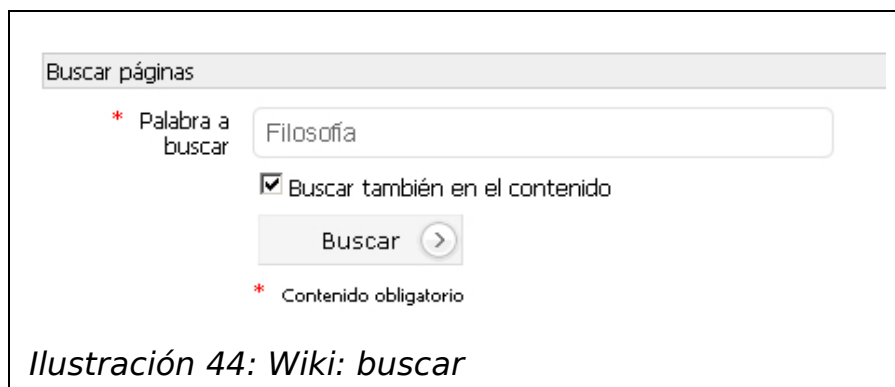 Buscar páginas
* Palabra a
buscar
Filosofía
Buscar también en el contenido
Buscar
* Contenido obligatorio
Ilustración 44: Wiki: buscar